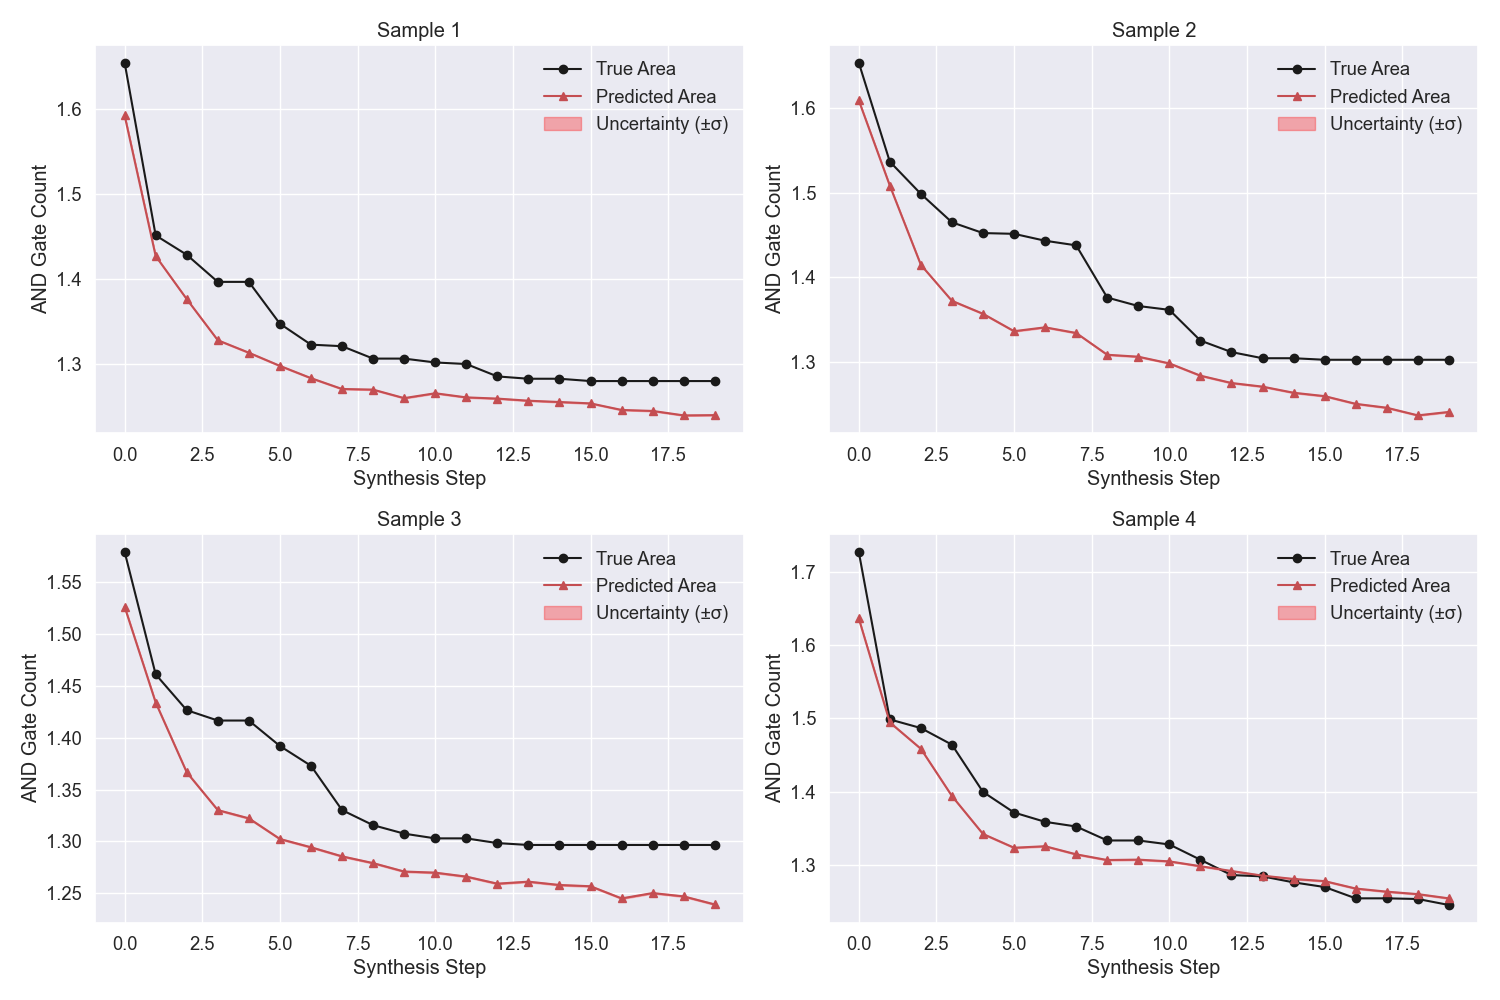 Sample 1
True Area
Predicted Area
Uncertainty (±σ)
AND Gate Count
1.6
1.5
1.4
1.3
0.0 2.5 5.0 7.5 10.0 12.5 15.0 17.5
Synthesis Step
Sample 2
True Area
Predicted Area
Uncertainty (±σ)
AND Gate Count
1.6
1.5
1.4
1.3
0.0 2.5 5.0 7.5 10.0 12.5 15.0 17.5
Synthesis Step
Sample 3
True Area
Predicted Area
Uncertainty (±σ)
AND Gate Count
1.55
1.50
1.45
1.40
1.35
1.30
1.25
0.0 2.5 5.0 7.5 10.0 12.5 15.0 17.5
Synthesis Step
Sample 4
True Area
Predicted Area
Uncertainty (±σ)
AND Gate Count
1.7
1.6
1.5
1.4
1.3
0.0 2.5 5.0 7.5 10.0 12.5 15.0 17.5
Synthesis Step